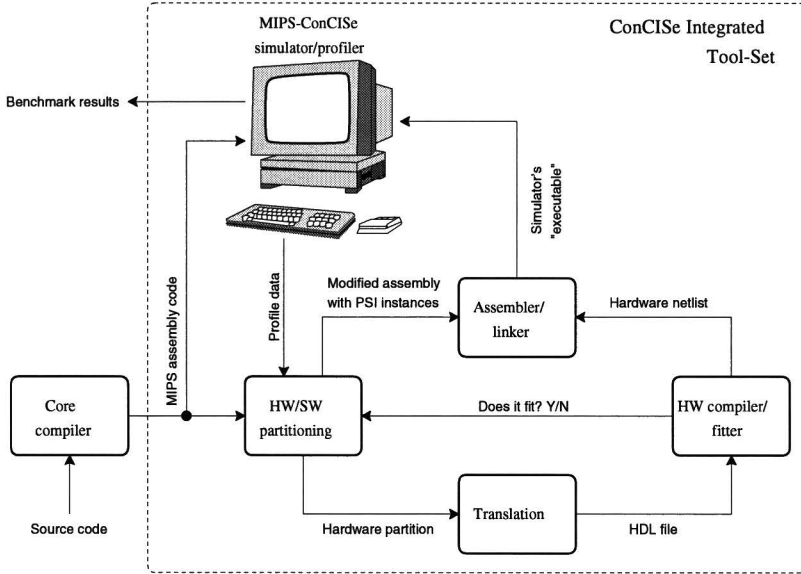 MIPS-ConCISe
simulator/profiler
ConCISe Integrated
Tool-Set
Benchmark results
Simulator's
"executable"
MIPS assembly code
Profile data
Modified assembly
with PSI instances
Assembler/
linker
Hardware netlist
Core
compiler
HW/SW
partitioning
Does it fit? Y/N
HW compiler/
fitter
Source code
Hardware partition
Translation
HDL file